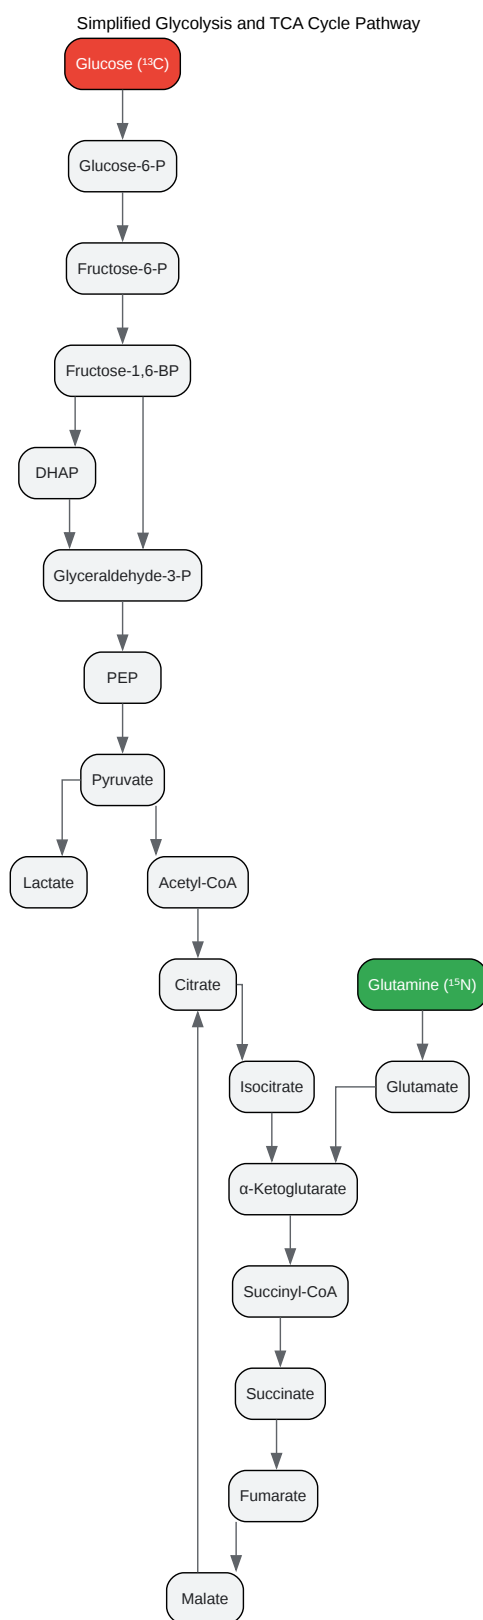 Simplified Glycolysis and TCA Cycle Pathway
Glucose (¹³C)
Glucose-6-P
Fructose-6-P
Fructose-1,6-BP
DHAP
Glyceraldehyde-3-P
PEP
Pyruvate
Lactate
Acetyl-CoA
Citrate
Glutamine (¹⁵N)
Isocitrate
Glutamate
α-Ketoglutarate
Succinyl-CoA
Succinate
Fumarate
Malate